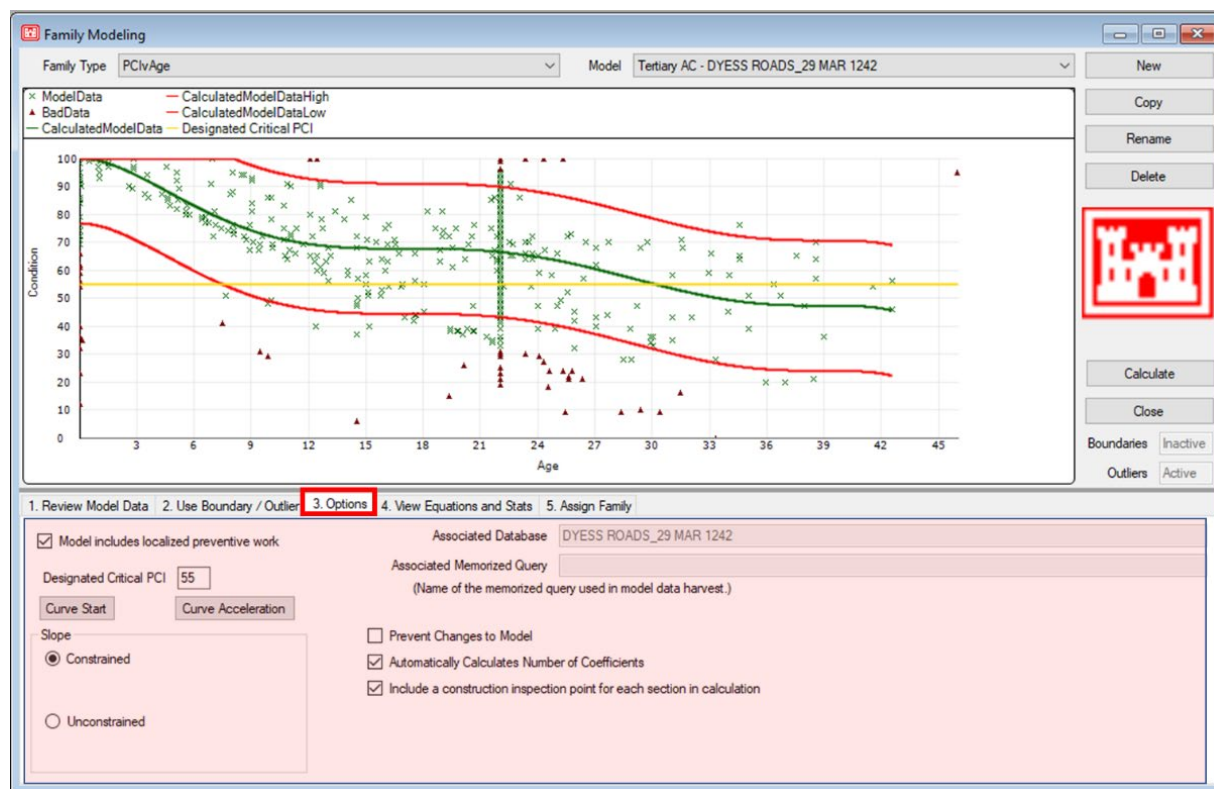 Family Modeling
Family Type PCIvAge Model Tertiary AC - DYESS ROADS_29 MAR 1242 New
Copy
Rename
Delete
ModelData CalculatedModelDataHigh
BadData CalculatedModelDataLow
CalculatedModelData Designated Critical PCI
100
90
80
70
60
50
40
30
20
10
0
Condition
3 6 9 12 15 18 21 24 27 30 33 36 39 42 45
Age
Calculate
Close
Boundaries Inactive
Outliers Active
1. Review Model Data 2. Use Boundary / Outlier 3. Options 4. View Equations and Stats 5. Assign Family
Model includes localized preventive work
Designated Critical PCI 55
Curve Start Curve Acceleration
Slope
Constrained
Unconstrained
Associated Database DYESS ROADS_29 MAR 1242
Associated Memorized Query
(Name of the memorized query used in model data harvest.)
Prevent Changes to Model
Automatically Calculates Number of Coefficients
Include a construction inspection point for each section in calculation